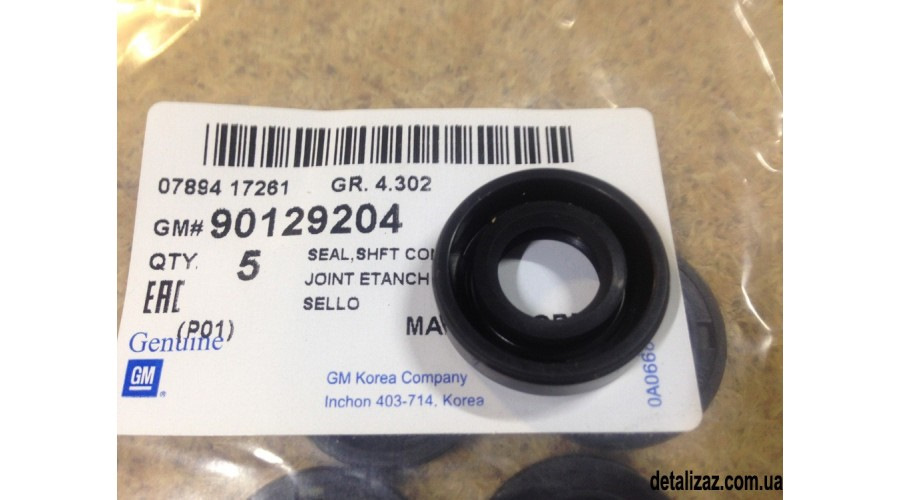 07894 17261 GR. 4.302
GM# 90129204
QTY. 5 SEAL,SHFT
JOINT ETANCH
SELLO
EAC
(P01)
Genuine
GM
®
GM Korea Company
Inchon 403-714, Korea
detalizaz.com.ua